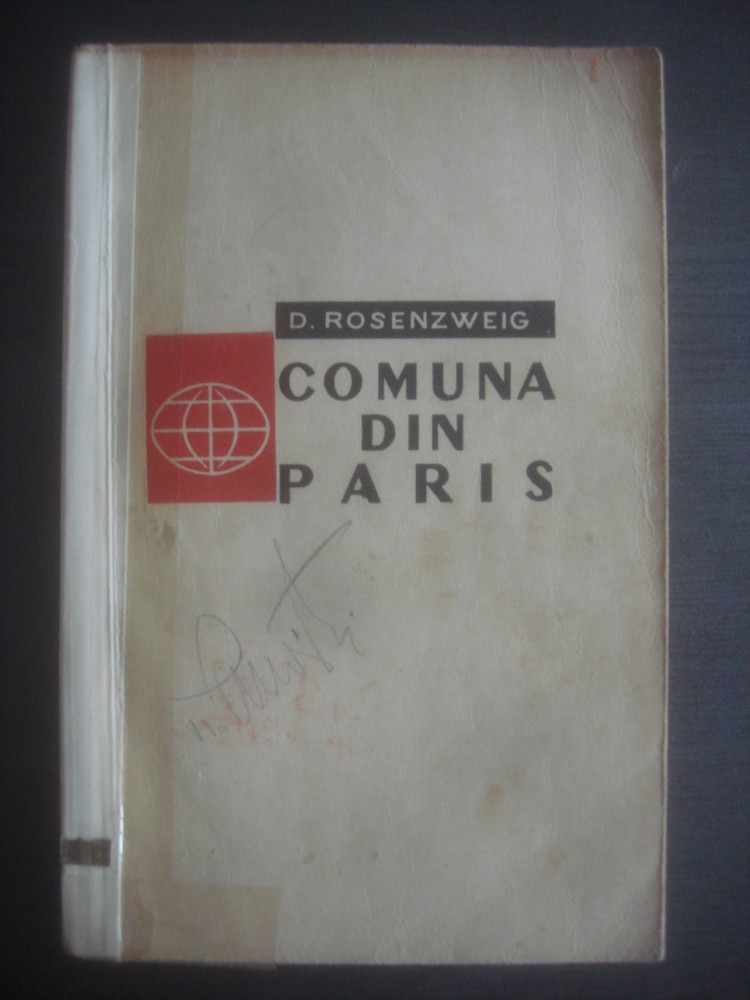 D. ROSENZWEIG
COMUNA
DIN
PARIS